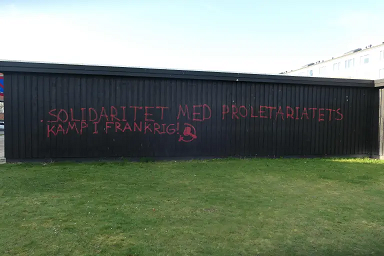 SOLIDARITET MED PROLETARIATETS
KAMP I FRANKRIG!